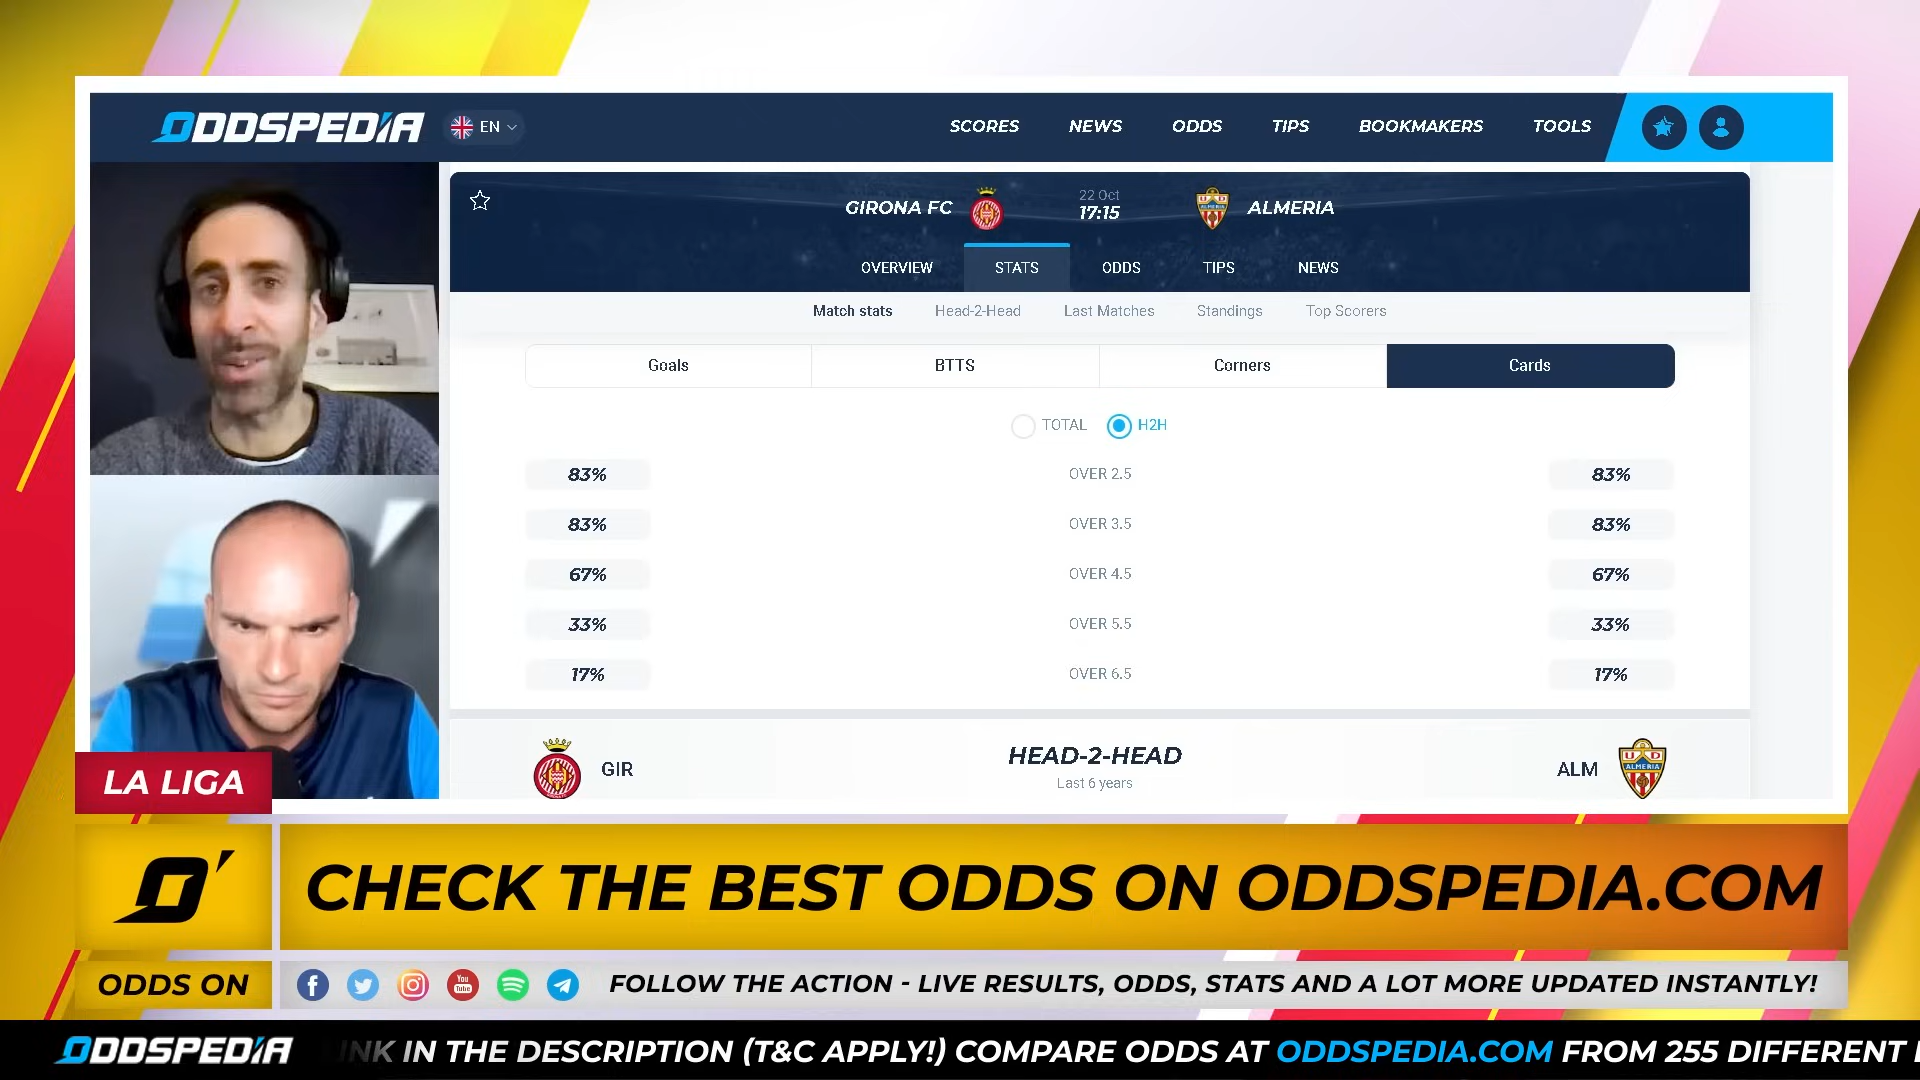 ODDSPEDIA EN SCORES NEWS ODDS TIPS BOOKMAKERS TOOLS
GIRONA FC 22 Oct 17:15 ALMERIA
OVERVIEW STATS ODDS TIPS NEWS
Match stats Head-2-Head Last Matches Standings Top Scorers
Goals BTTS Corners Cards
TOTAL H2H
83% OVER 2.5 83%
83% OVER 3.5 83%
67% OVER 4.5 67%
33% OVER 5.5 33%
17% OVER 6.5 17%
GIR HEAD-2-HEAD ALM
Last 6 years
LA LIGA
CHECK THE BEST ODDS ON ODDSPEDIA.COM
ODDS ON FOLLOW THE ACTION - LIVE RESULTS, ODDS, STATS AND A LOT MORE UPDATED INSTANTLY!
ODDSPEDIA IN THE DESCRIPTION (T&C APPLY!) COMPARE ODDS AT ODDSPEDIA.COM FROM 255 DIFFERENT